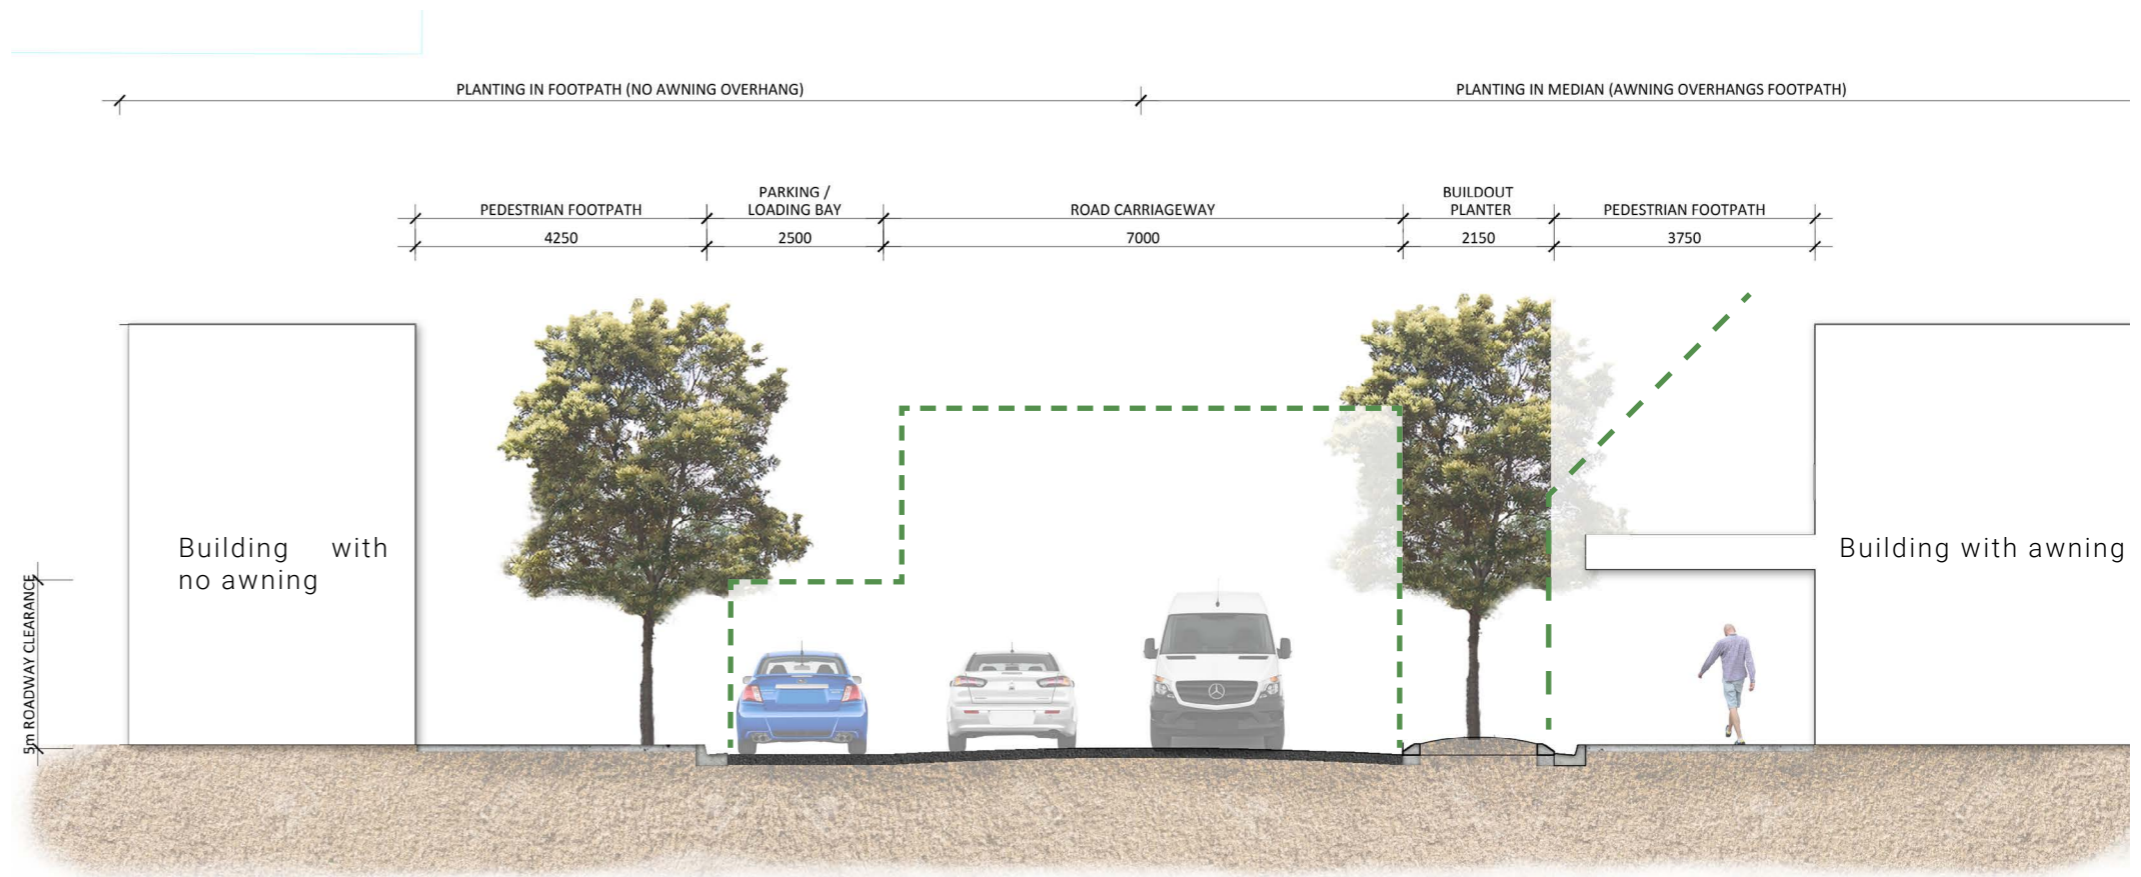 PLANTING IN FOOTPATH (NO AWNING OVERHANG)
PLANTING IN MEDIAN (AWNING OVERHANGS FOOTPATH)
PEDESTRIAN FOOTPATH
PARKING /
LOADING BAY
ROAD CARRIAGEWAY
BUILDOUT
PLANTER
PEDESTRIAN FOOTPATH
4250
2500
7000
2150
3750
Building with
no awning
Building with awning
5m ROADWAY CLEARANCE